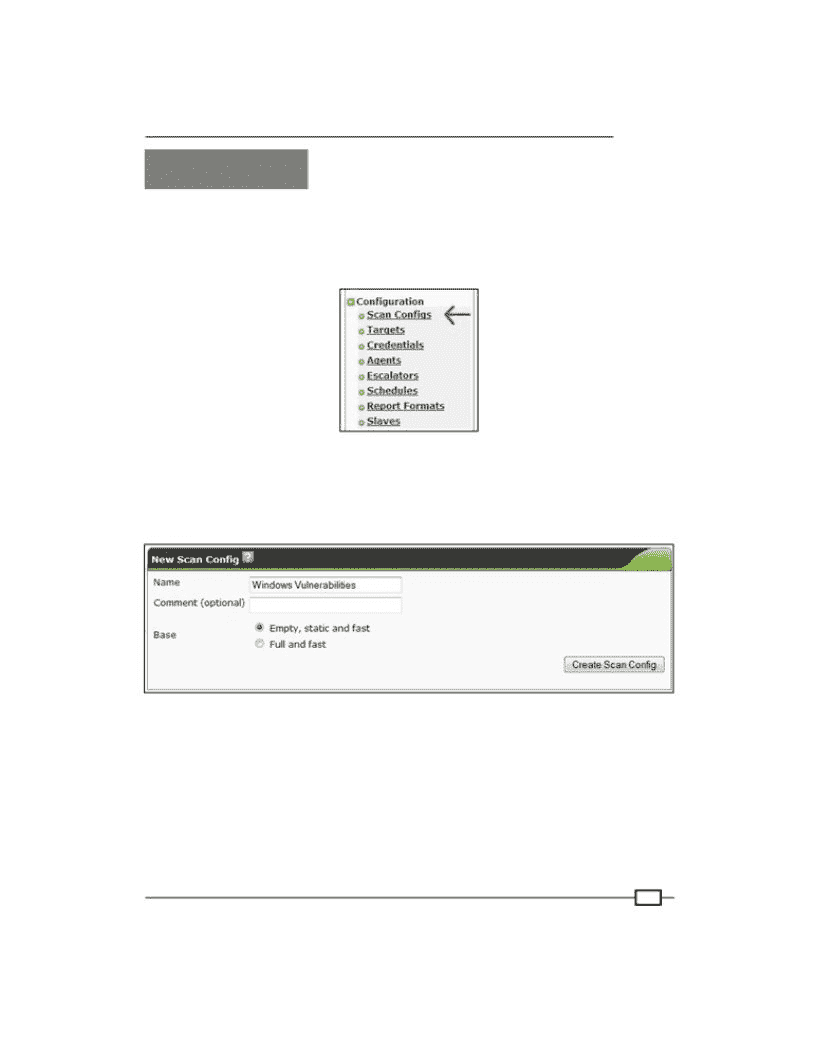 Configuration
Scan Configs
Targets
Credentials
Agents
Escalators
Schedules
Report Formats
Slaves
New Scan Config ?
Name Windows Vulnerabilities
Comment (optional)
Base
Empty, static and fast
Full and fast
Create Scan Config